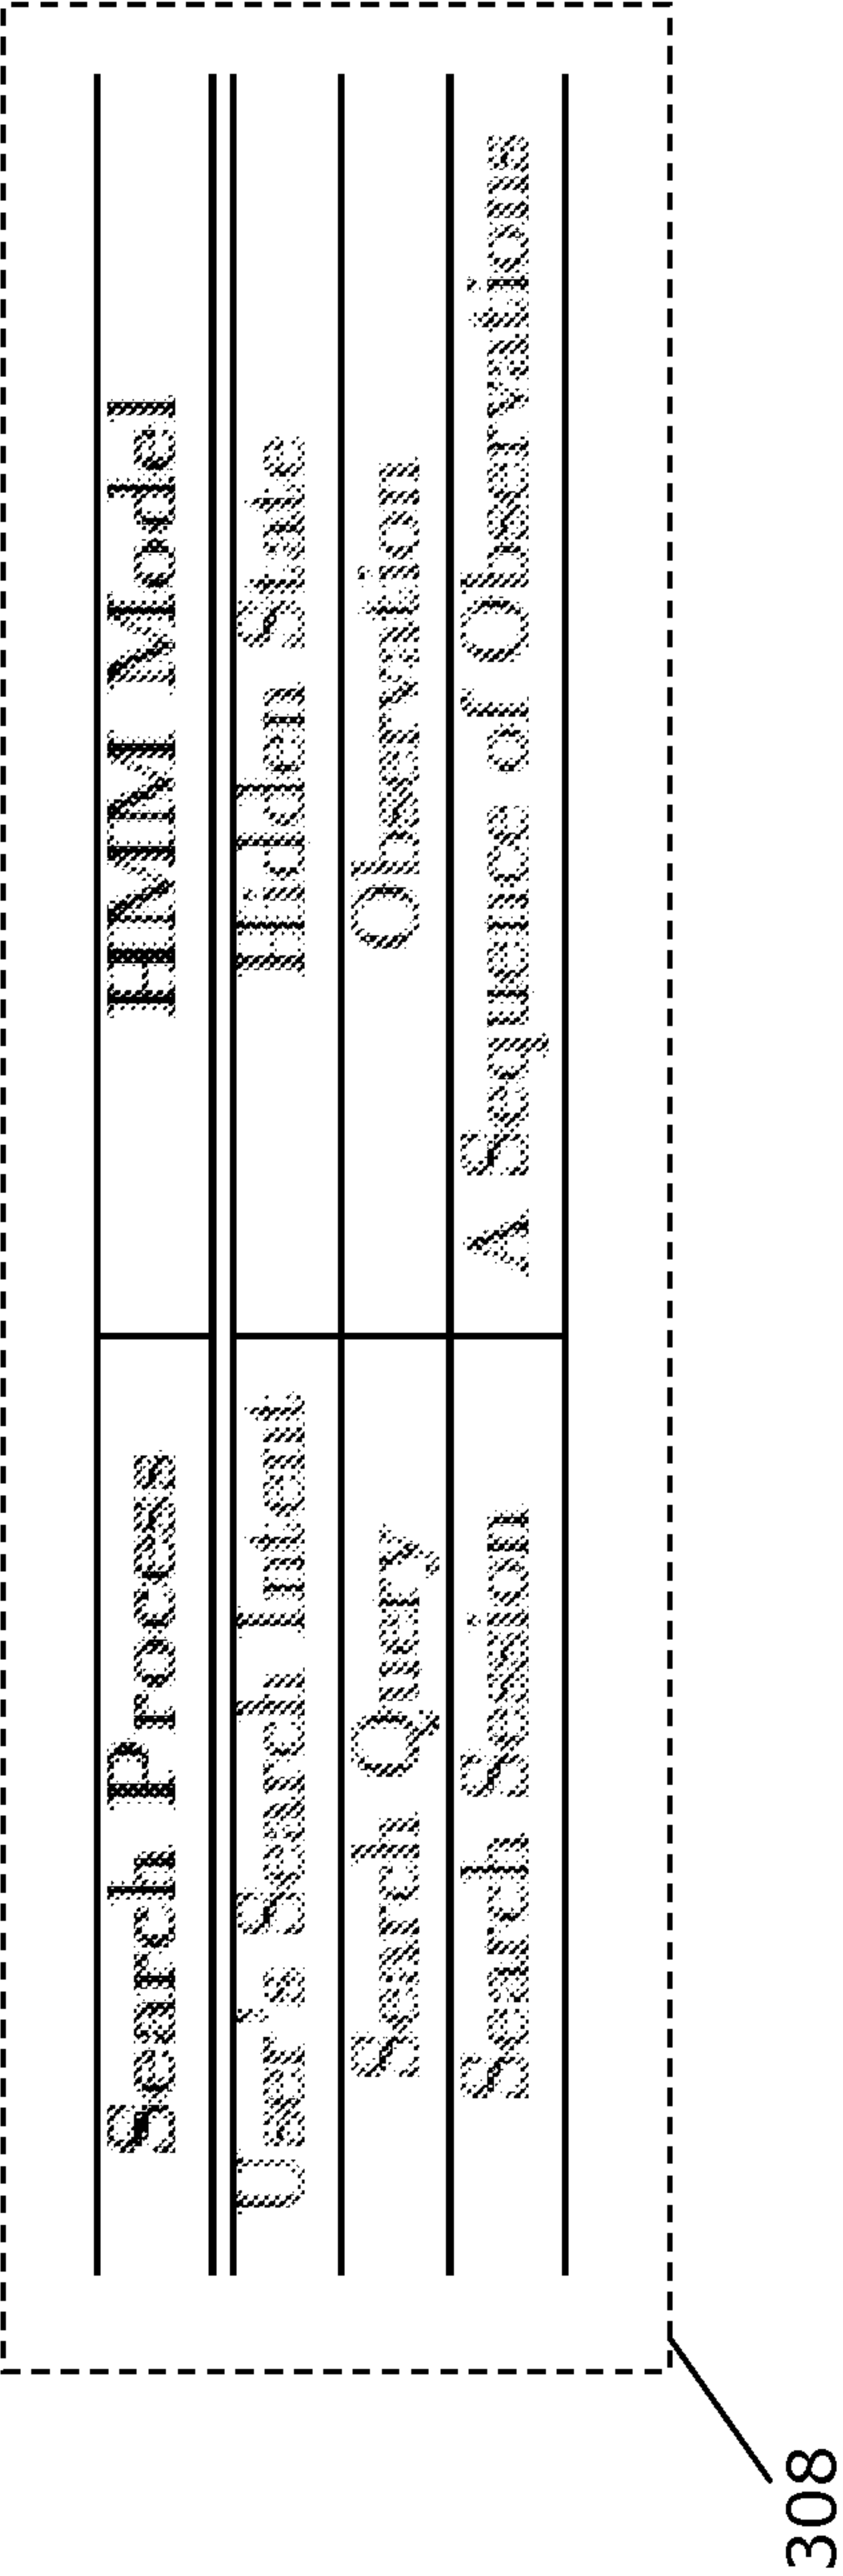 Search Process HMM Model
User's Search Intent Hidden State
Search Query Observation
Search Session A Sequence of Observations
308